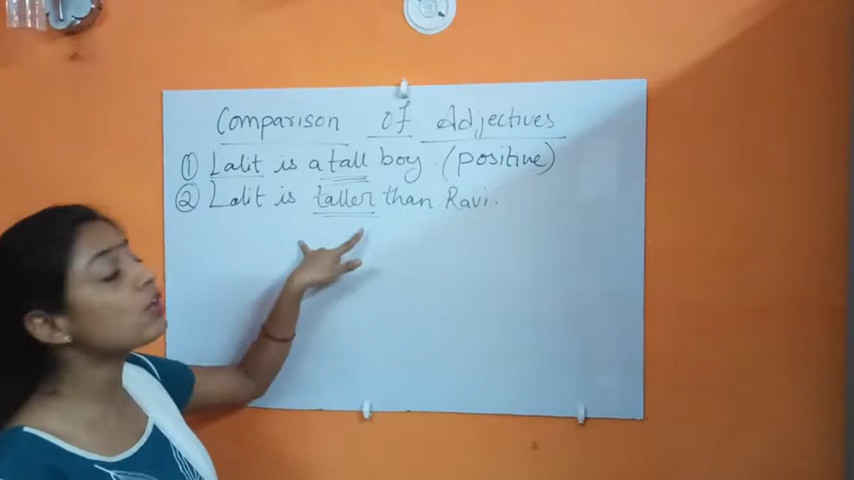 Comparison of Adjectives
① Lalit is a tall boy. (positive)
② Lalit is taller than Ravi.